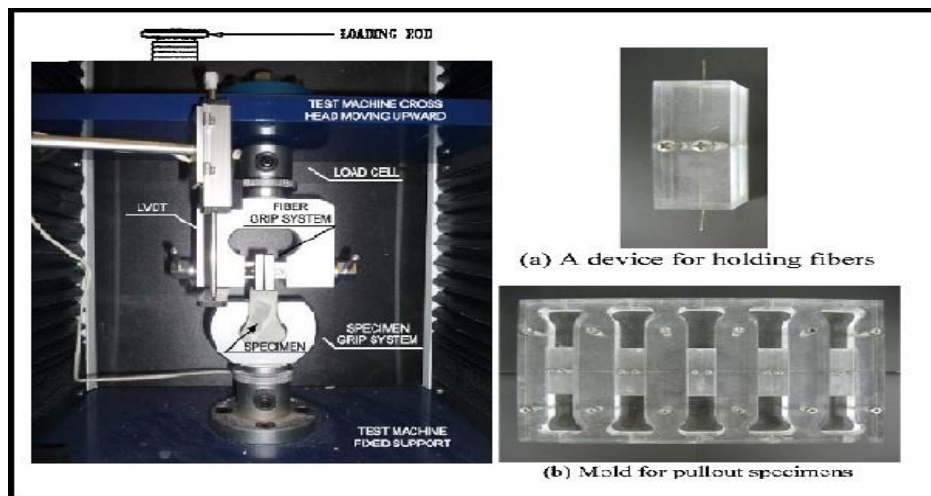 LOADING ROD
TEST MACHINE CROSS
HEAD MOVING UPWARD
LOAD CELL
LVDT
FIBER
GRIP SYSTEM
SPECIMEN
GRIP SYSTEM
SPECIMEN
TEST MACHINE
FIXED SUPPORT
(a) A device for holding fibers
(b) Mold for pullout specimens